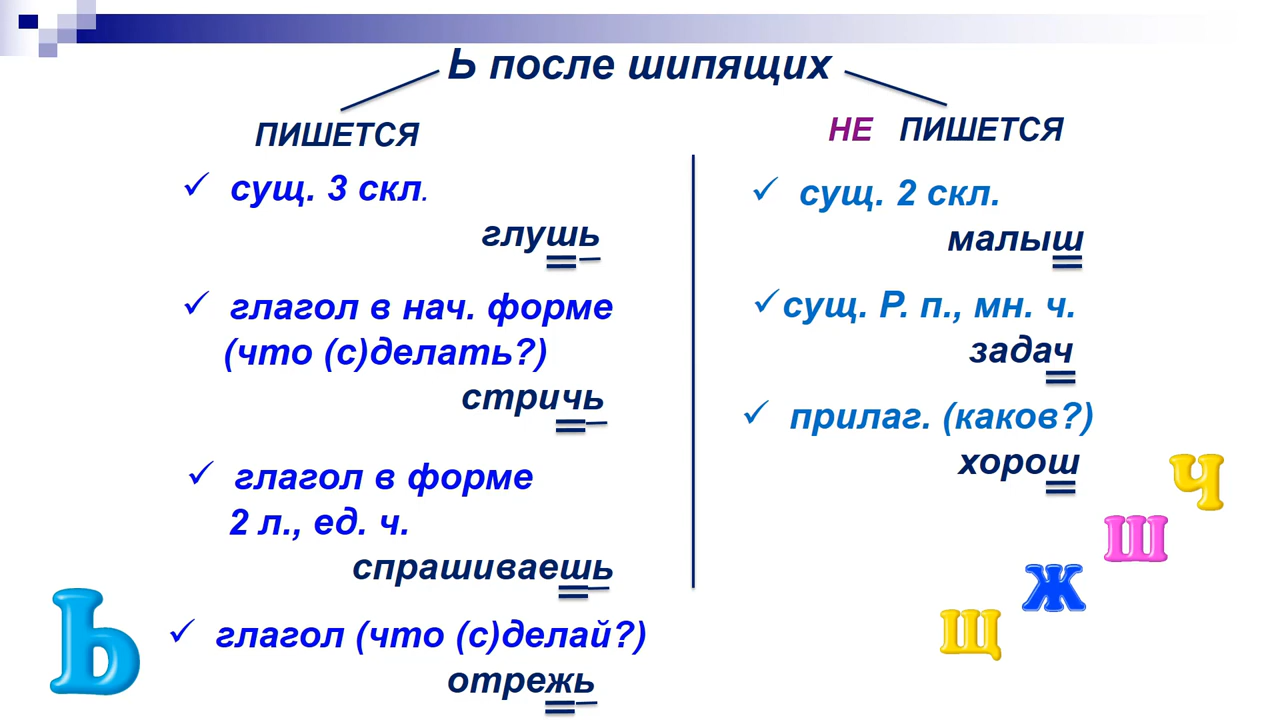 Ь после шипящих
ПИШЕТСЯ
сущ. 3 скл.
глушь
глагол в нач. форме
(что (с)делать?)
стричь
глагол в форме
2 л., ед. ч.
спрашиваешь
глагол (что (с)делай?)
отрежь
НЕ ПИШЕТСЯ
сущ. 2 скл.
малыш
сущ. Р. п., мн. ч.
задач
прилаг. (каков?)
хорош
ч
ш
ж
щ
Ь